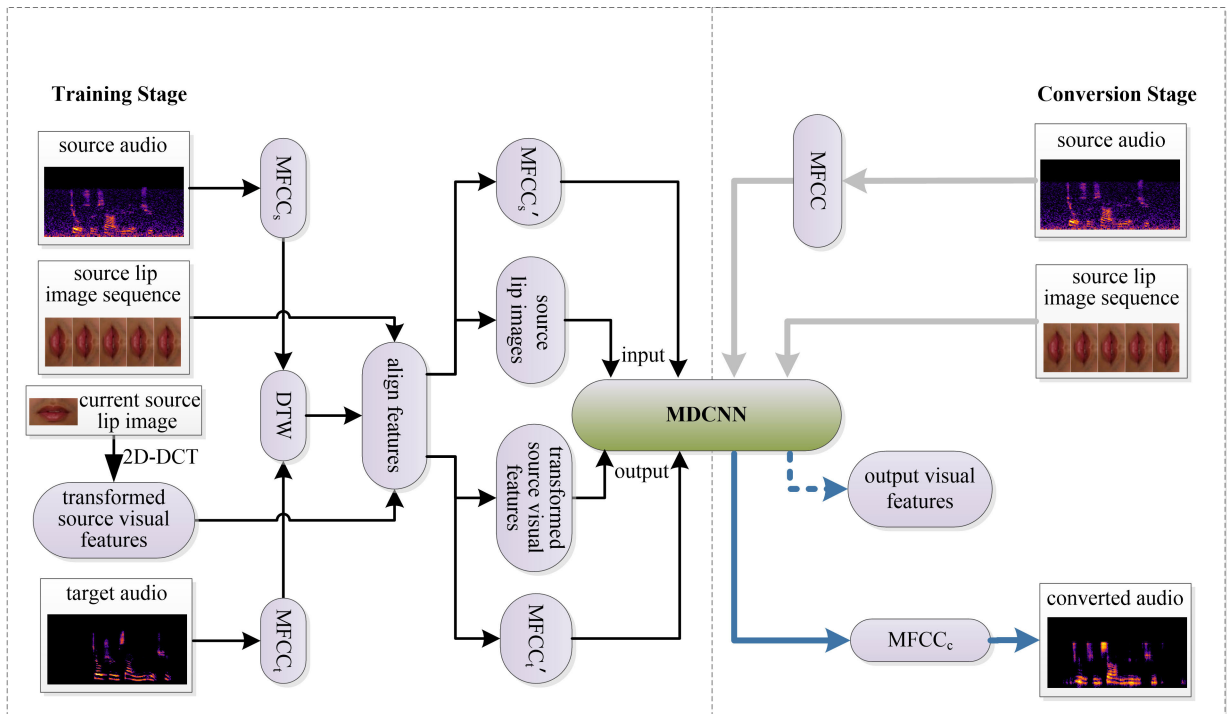 Training Stage
source audio
MFCCs
source lip
image sequence
current source
lip image
2D-DCT
transformed
source visual
features
target audio
MFCCt
DTW
align features
MFCCs′
source
lip images
transformed
source visual
features
MFCCt′
input
output
MDCNN
Conversion Stage
source audio
MFCC
source lip
image sequence
output visual
features
MFCCc
converted audio